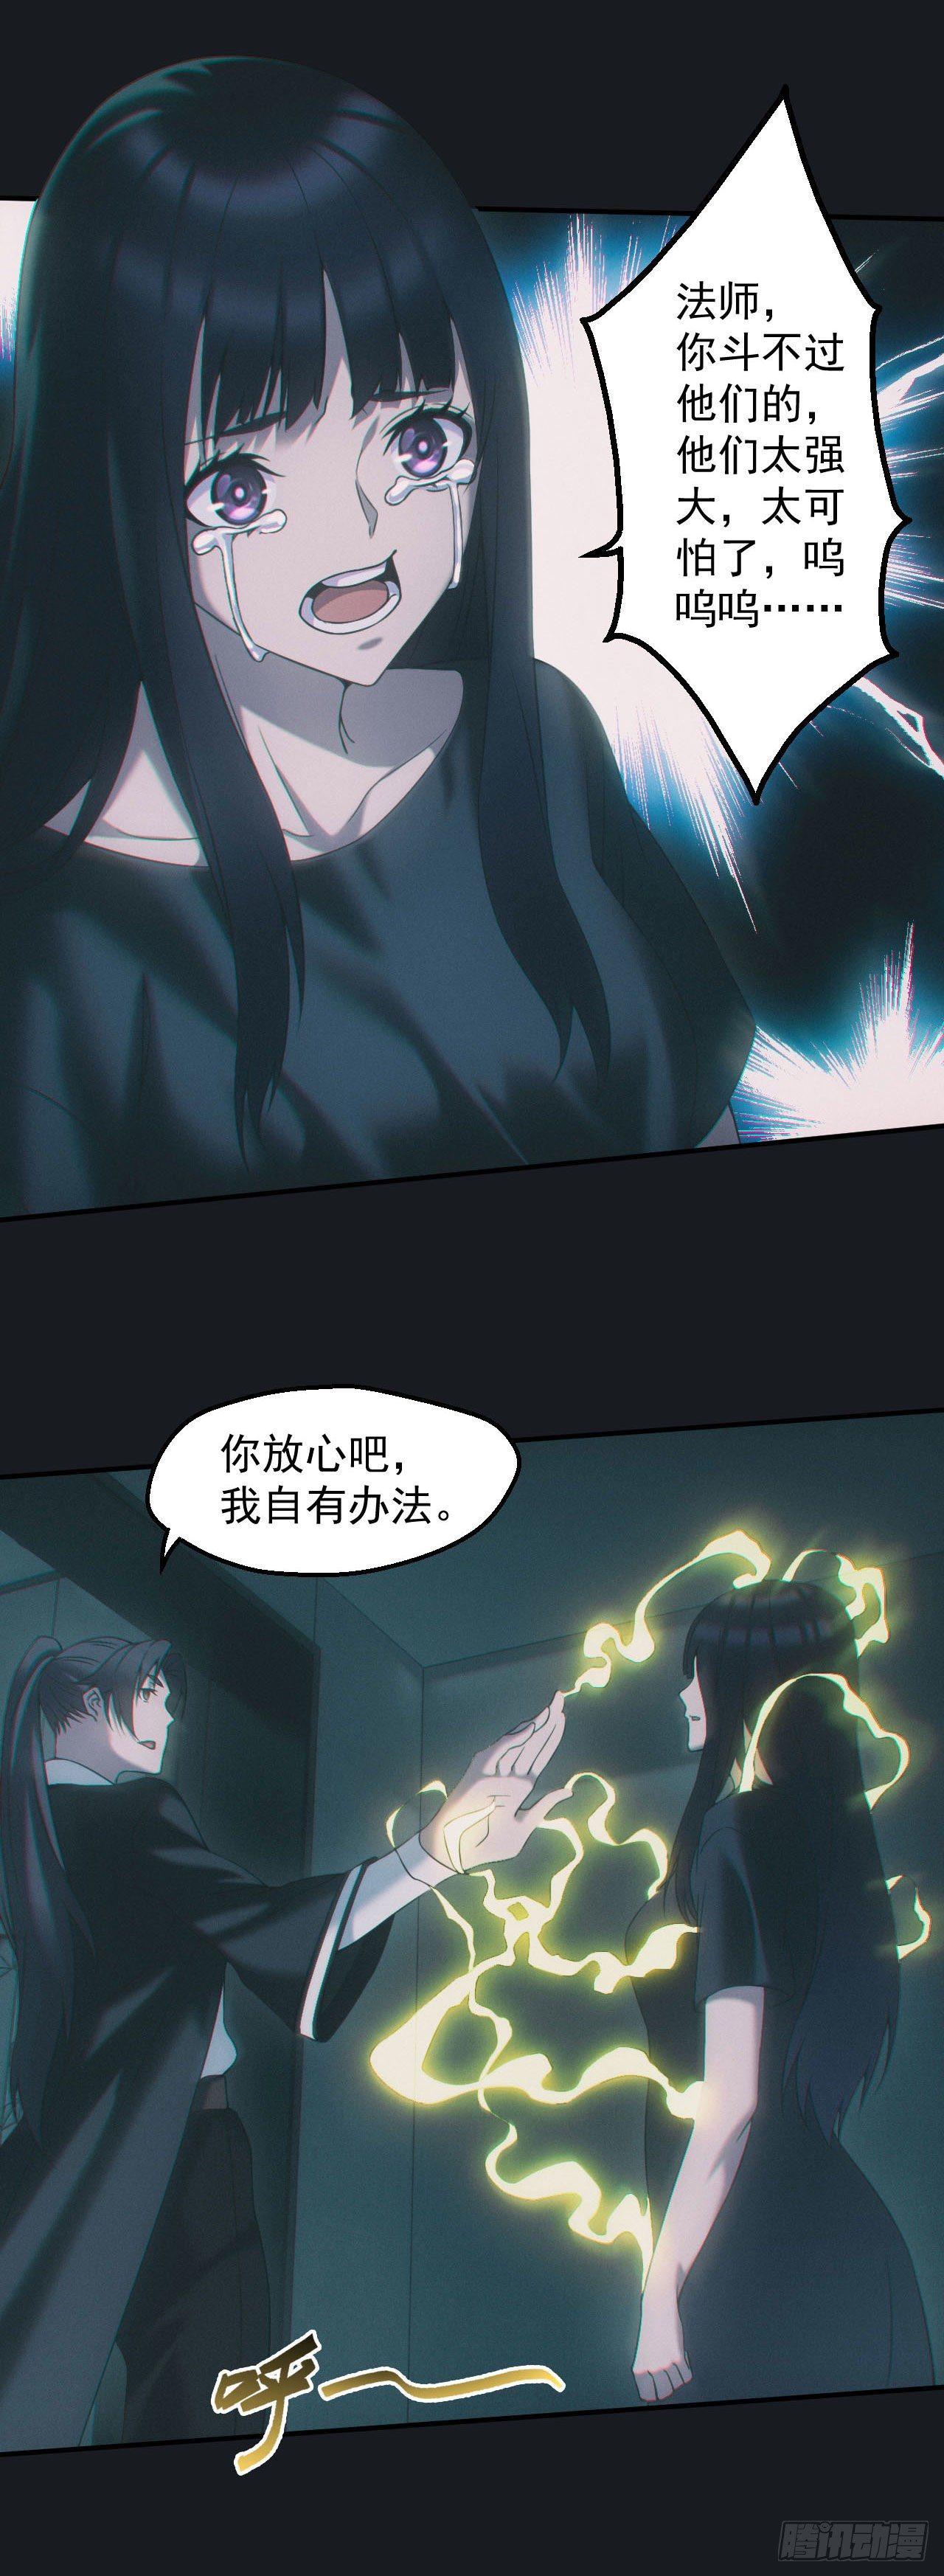 法师，
你斗不过
他们的，
他们太强
大，太可
怕了，呜
呜呜……
你放心吧，
我自有办法。
呼～
腾讯动漫